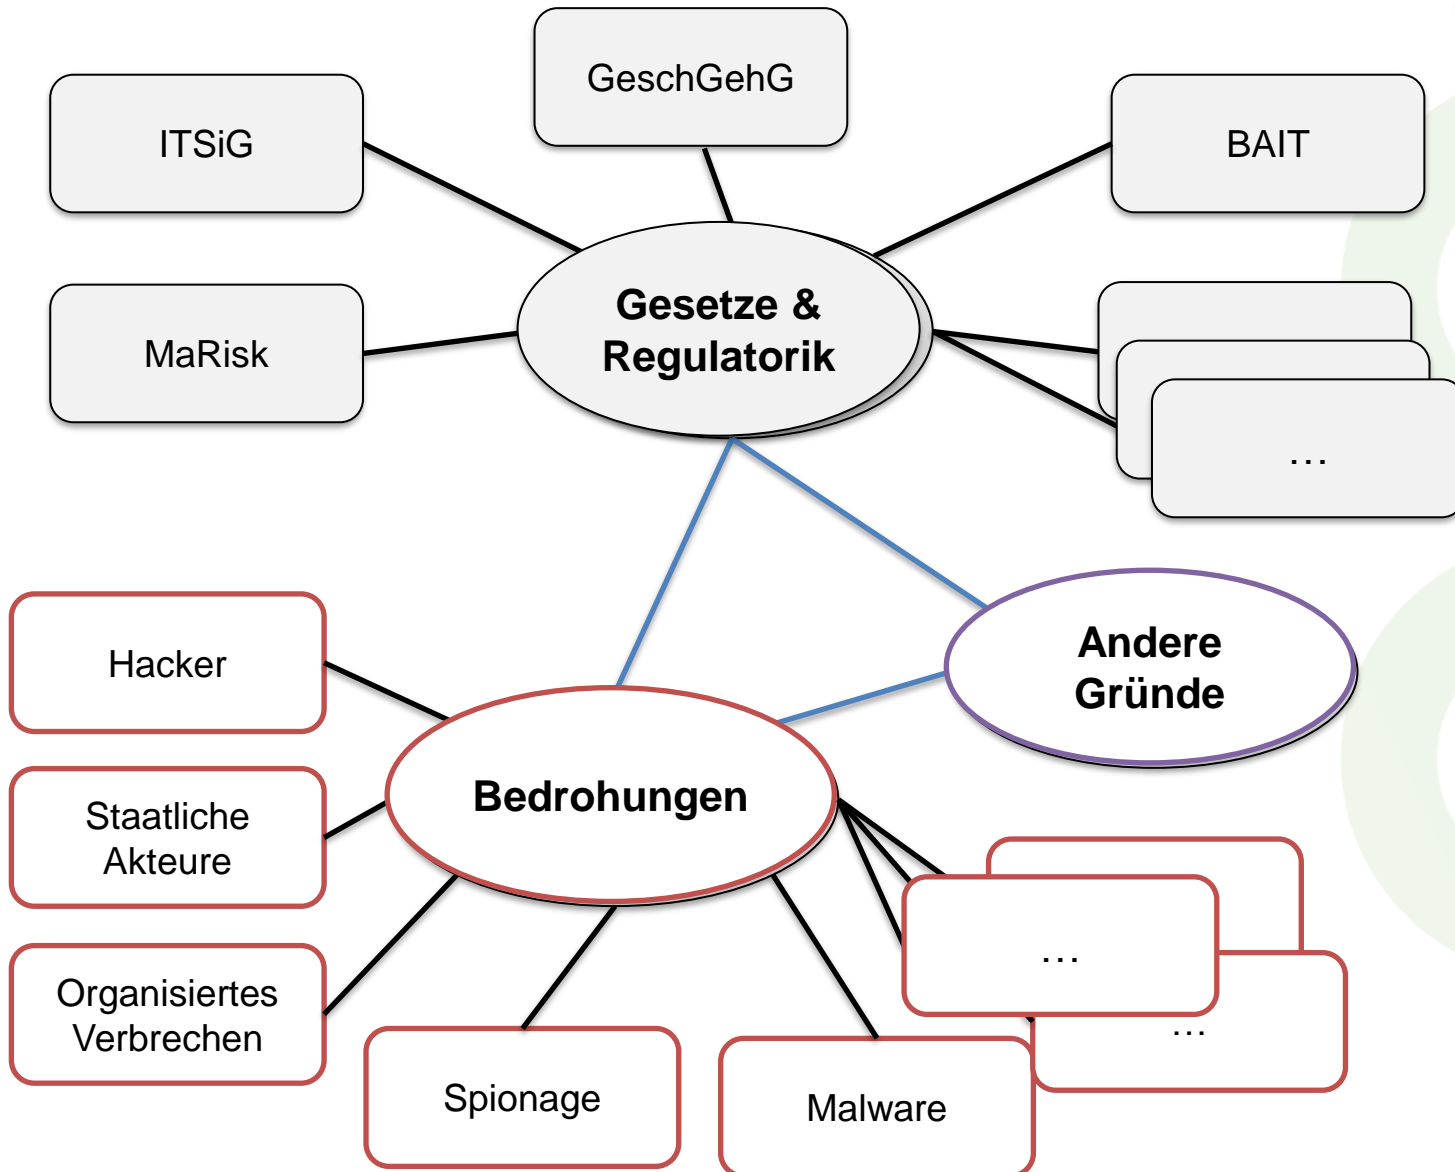 GeschGehG
ITSiG
BAIT
Gesetze &
Regulatorik
MaRisk
...
Hacker
Andere
Gründe
Staatliche
Akteure
Bedrohungen
...
Organisiertes
Verbrechen
...
Spionage
Malware